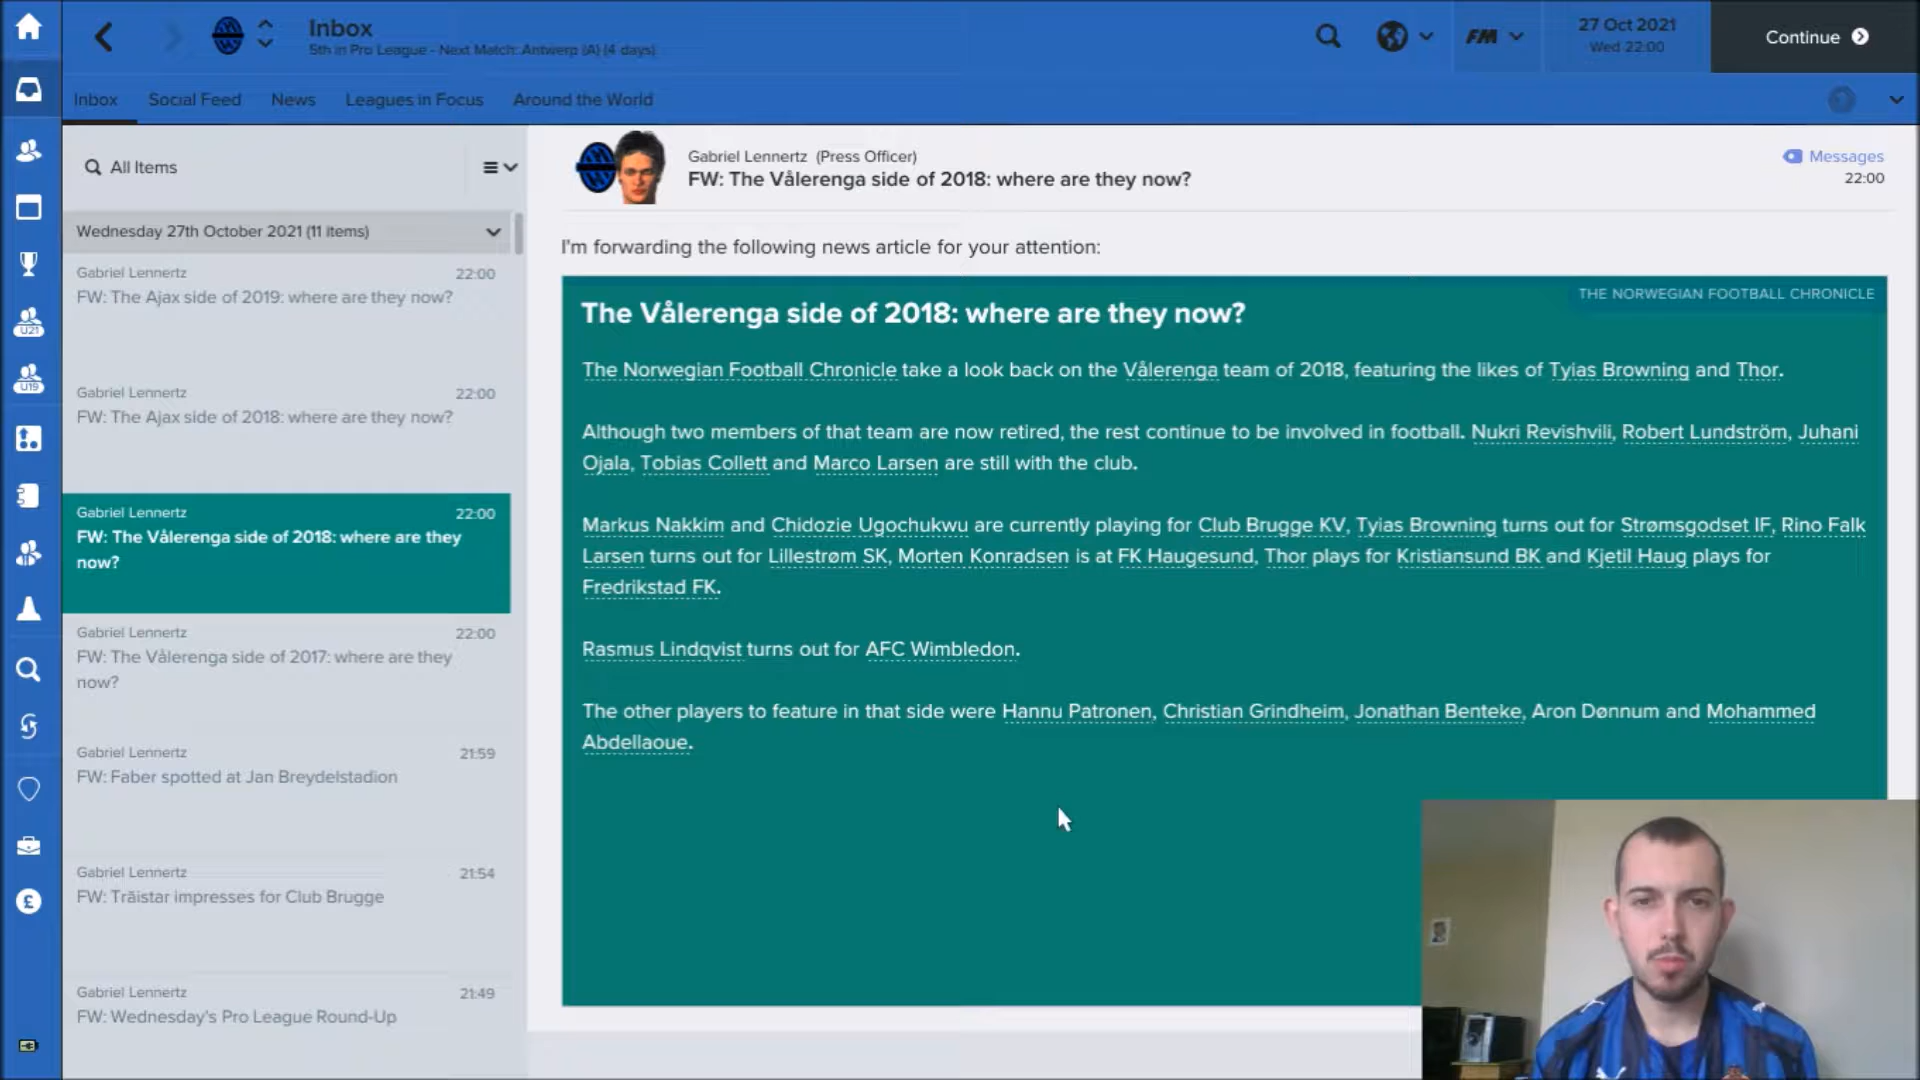 Inbox
5th in Pro League - Next Match: Antwerp (A) (4 days)
FM
27 Oct 2021
Wed 22:00
Continue
Inbox
Social Feed
News
Leagues in Focus
Around the World
All Items
Wednesday 27th October 2021 (11 items)
Gabriel Lennertz 22:00
FW: The Ajax side of 2019: where are they now?
Gabriel Lennertz 22:00
FW: The Ajax side of 2018: where are they now?
Gabriel Lennertz 22:00
FW: The Vålerenga side of 2018: where are they
now?
Gabriel Lennertz 22:00
FW: The Vålerenga side of 2017: where are they
now?
Gabriel Lennertz 21:59
FW: Faber spotted at Jan Breydelstadion
Gabriel Lennertz 21:54
FW: Trăistar impresses for Club Brugge
Gabriel Lennertz 21:49
FW: Wednesday's Pro League Round-Up
U21
U19
£
Gabriel Lennertz (Press Officer)
FW: The Vålerenga side of 2018: where are they now?
Messages
22:00
I'm forwarding the following news article for your attention:
THE NORWEGIAN FOOTBALL CHRONICLE
The Vålerenga side of 2018: where are they now?
The Norwegian Football Chronicle take a look back on the Vålerenga team of 2018, featuring the likes of Tyias Browning and Thor.
Although two members of that team are now retired, the rest continue to be involved in football. Nukri Revishvili, Robert Lundström, Juhani
Ojala, Tobias Collett and Marco Larsen are still with the club.
Markus Nakkim and Chidozie Ugochukwu are currently playing for Club Brugge KV, Tyias Browning turns out for Strømsgodset IF, Rino Falk
Larsen turns out for Lillestrøm SK, Morten Konradsen is at FK Haugesund, Thor plays for Kristiansund BK and Kjetil Haug plays for
Fredrikstad FK.
Rasmus Lindqvist turns out for AFC Wimbledon.
The other players to feature in that side were Hannu Patronen, Christian Grindheim, Jonathan Benteke, Aron Dønnum and Mohammed
Abdellaoue.